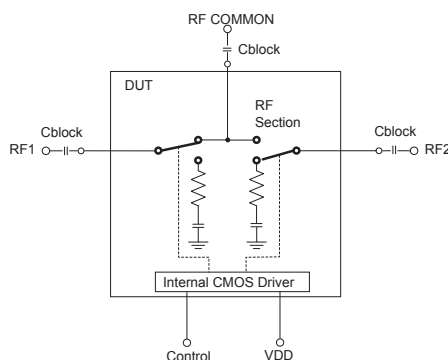 RF COMMON
Cblock
DUT
RF
Section
Cblock
RF1
Cblock
RF2
Internal CMOS Driver
Control
VDD